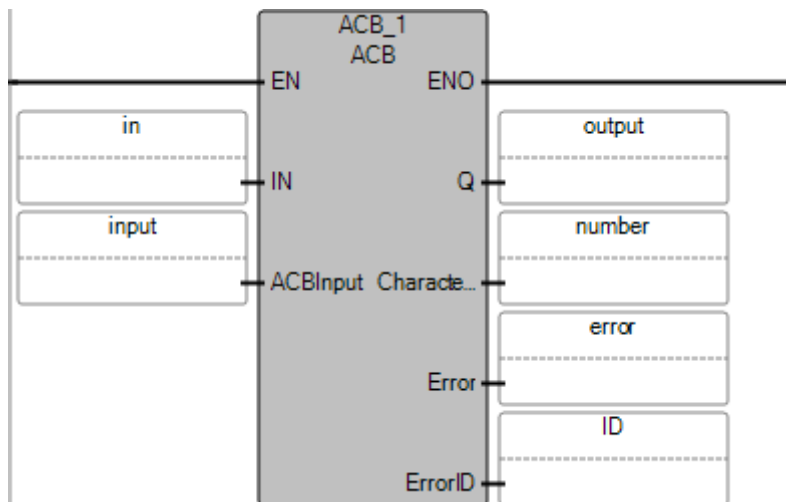 ACB_1
ACB
EN ENO
in
output
IN Q
input
number
ACBInput Characte...
error
Error
ID
ErrorID